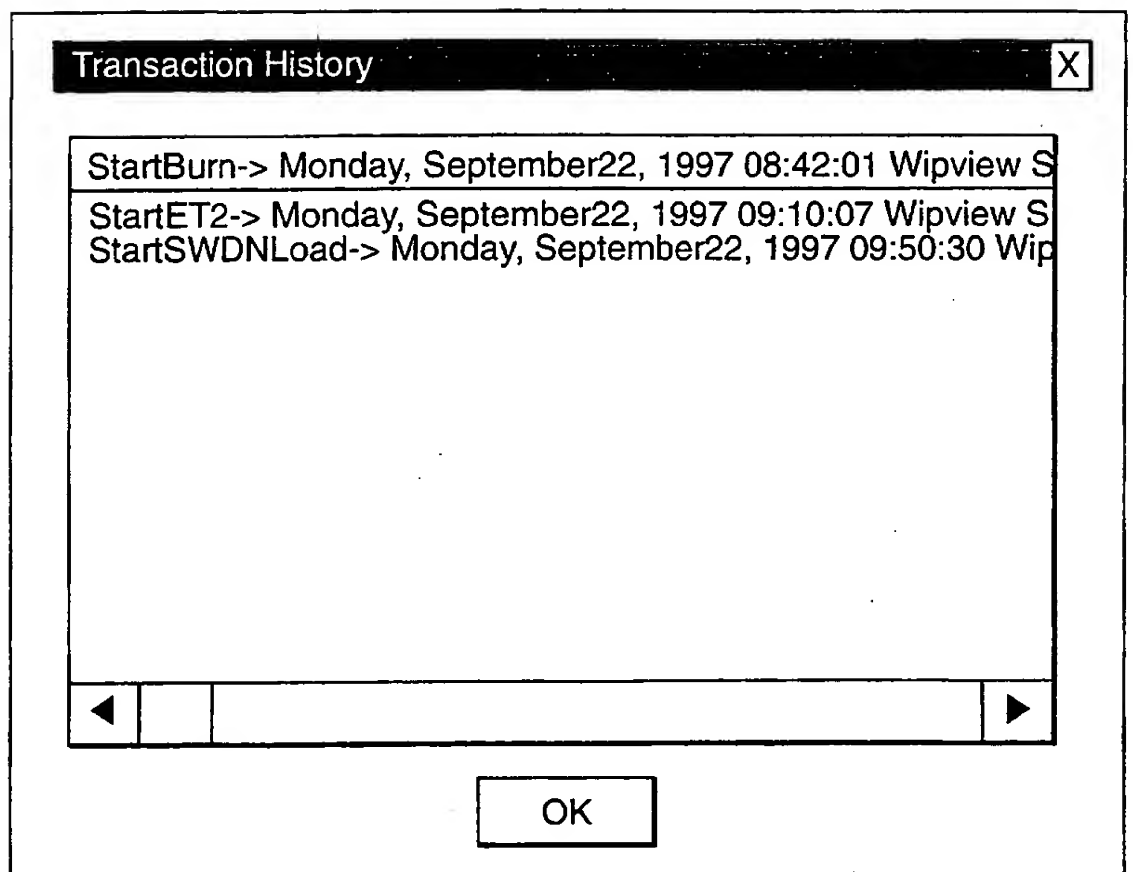 Transaction History
X
StartBurn-> Monday, September22, 1997 08:42:01 Wipview S
StartET2-> Monday, September22, 1997 09:10:07 Wipview S
StartSWDNLoad-> Monday, September22, 1997 09:50:30 Wip
OK